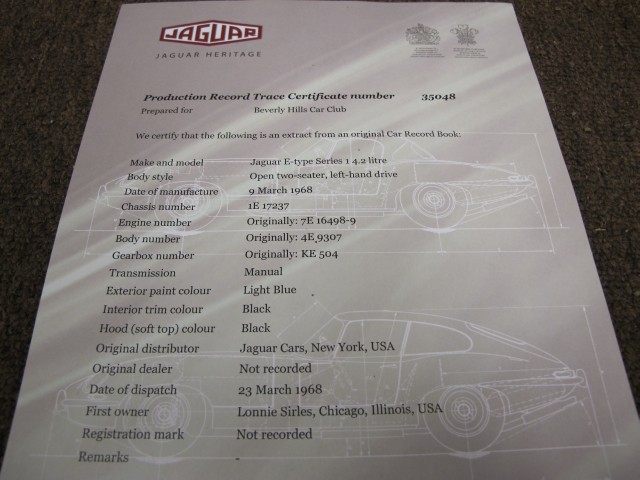 JAGUAR
JAGUAR HERITAGE
Production Record Trace Certificate number 35048
Prepared for Beverly Hills Car Club
We certify that the following is an extract from an original Car Record Book:
Make and model Jaguar E-type Series 1 4.2 litre
Body style Open two-seater, left-hand drive
Date of manufacture 9 March 1968
Chassis number 1E 17237
Engine number Originally: 7E 16498-9
Body number Originally: 4E 9307
Gearbox number Originally: KE 504
Transmission Manual
Exterior paint colour Light Blue
Interior trim colour Black
Hood (soft top) colour Black
Original distributor Jaguar Cars, New York, USA
Original dealer Not recorded
Date of dispatch 23 March 1968
First owner Lonnie Sirles, Chicago, Illinois, USA
Registration mark Not recorded
Remarks -